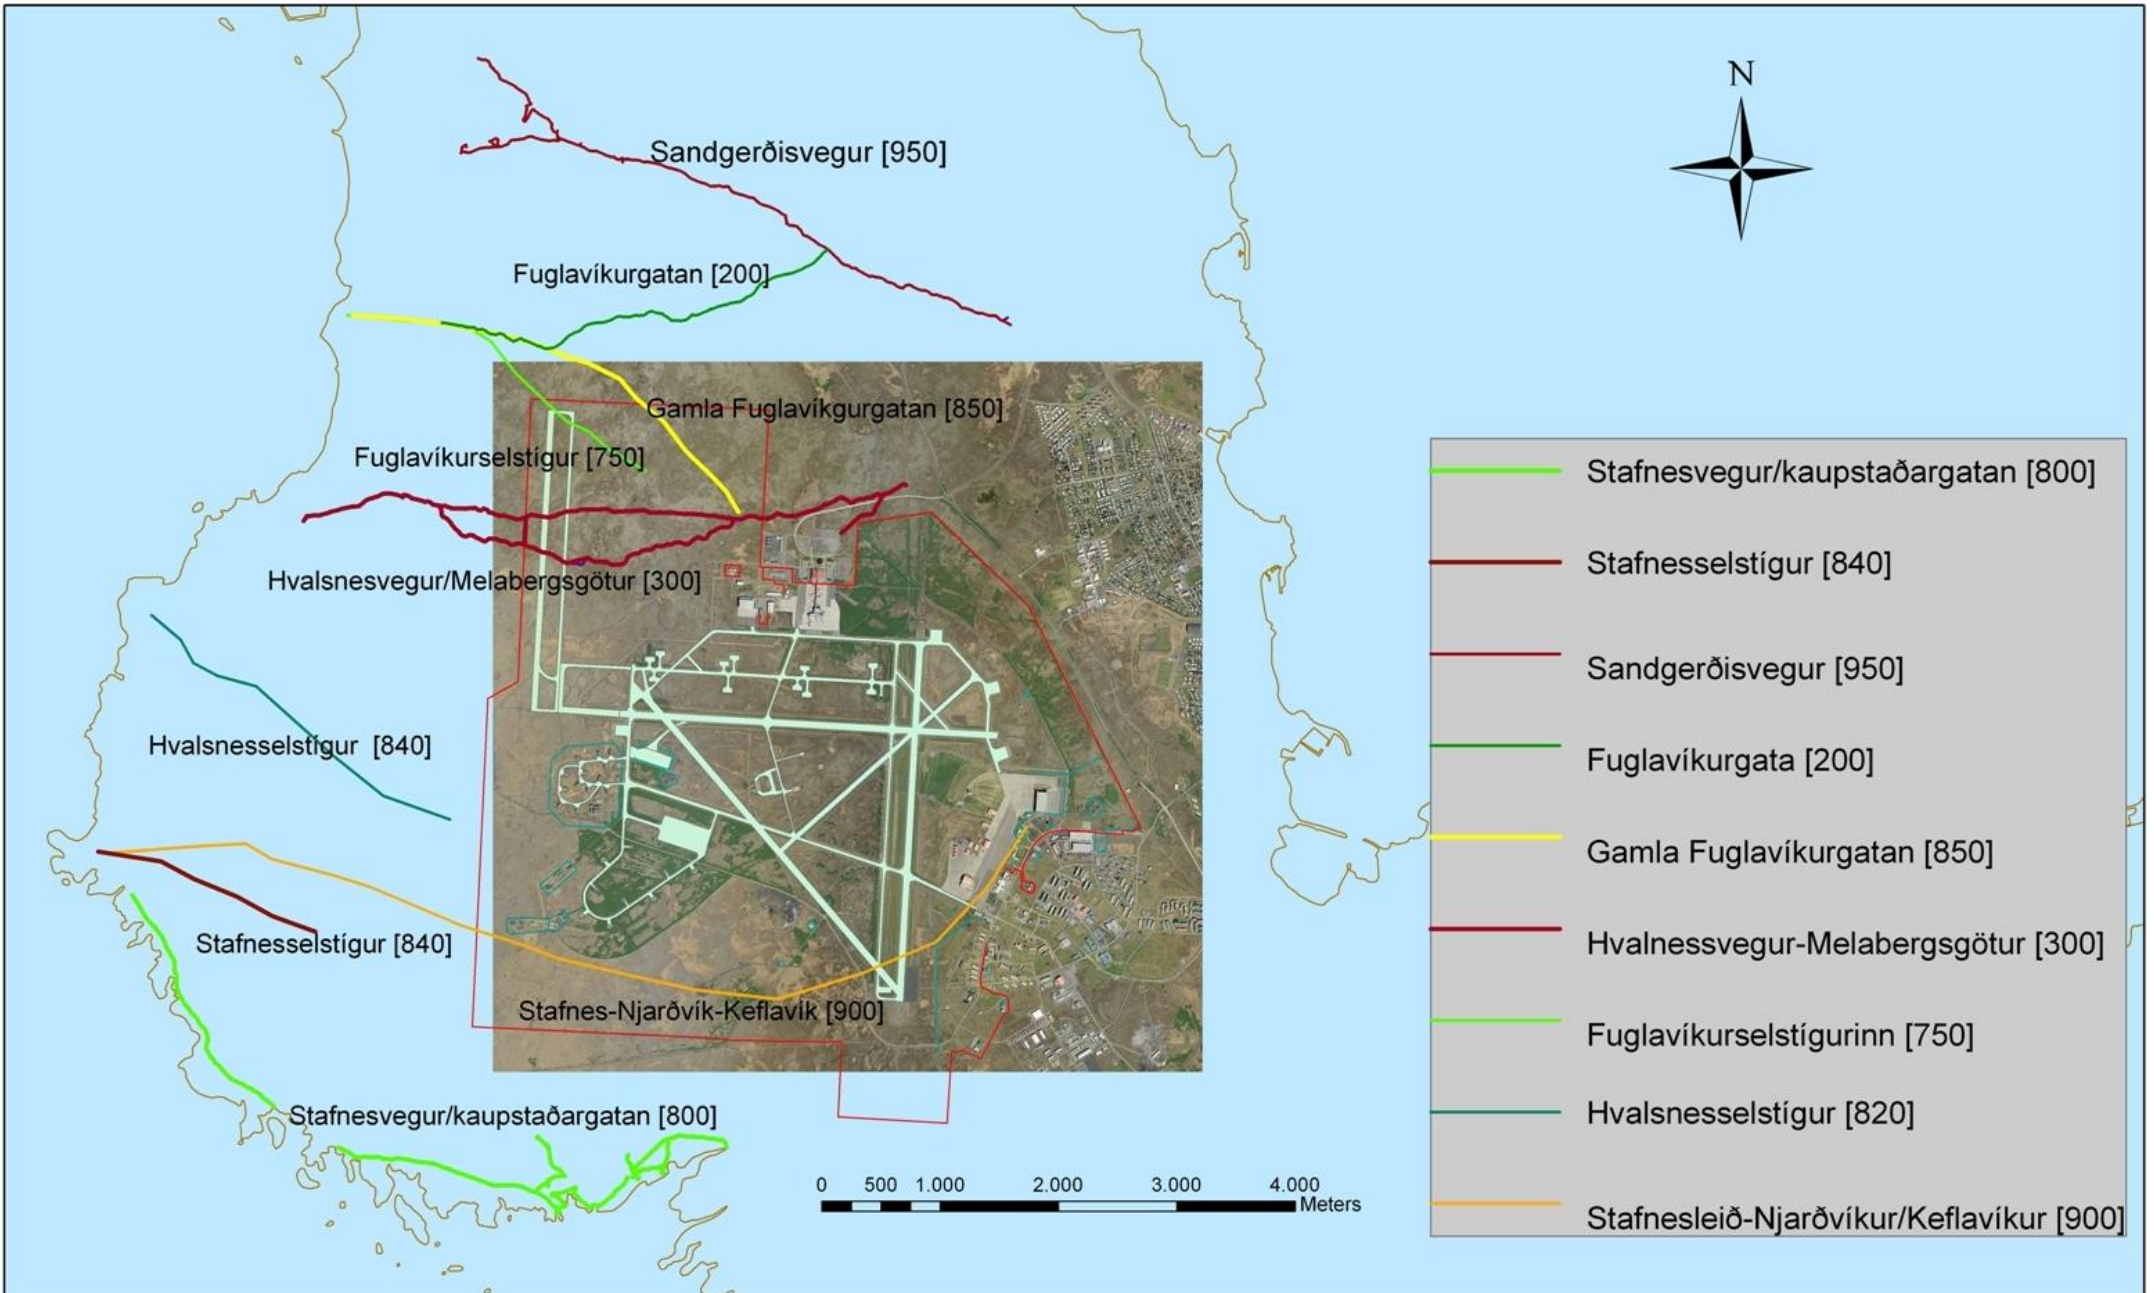 N
Sandgerðisvegur [950]
Fuglavíkurgatan [200]
Gamla Fuglavíkgurgatan [850]
Fuglavíkurselstígur [750]
Hvalsnesvegur/Melabergsgötur [300]
Hvalsnesselstígur [840]
Stafnesselstígur [840]
Stafnes-Njarðvík-Keflavík [900]
Stafnesvegur/kaupstaðargatan [800]
0 500 1.000 2.000 3.000 4.000
Meters
Stafnesvegur/kaupstaðargatan [800]
Stafnesselstígur [840]
Sandgerðisvegur [950]
Fuglavíkurgata [200]
Gamla Fuglavíkurgatan [850]
Hvalnessvegur-Melabergsgötur [300]
Fuglavíkurselstígurinn [750]
Hvalsnesselstígur [820]
Stafnesleið-Njarðvíkur/Keflavíkur [900]